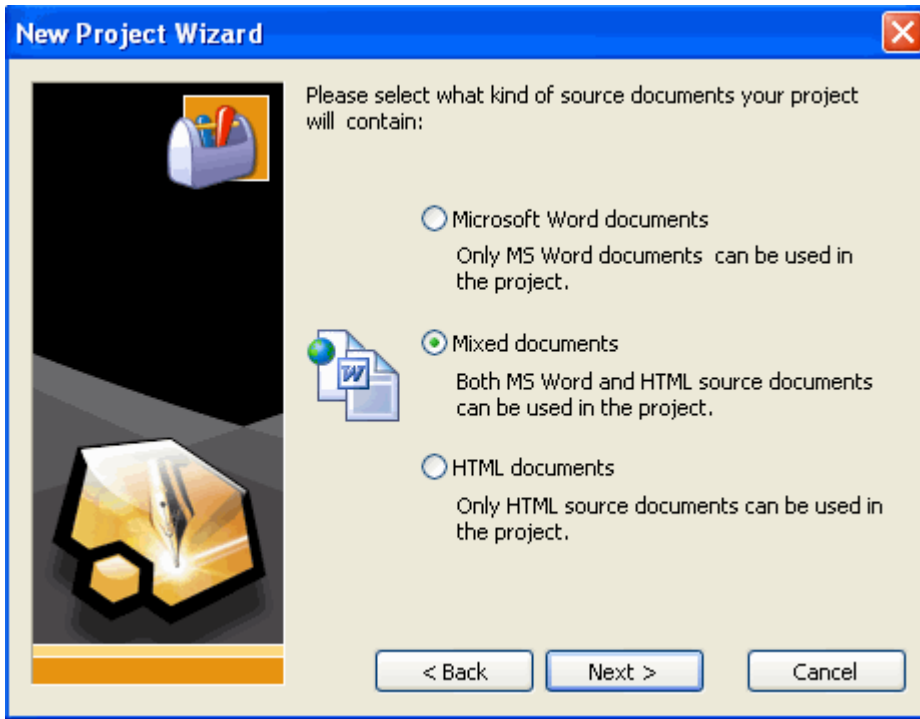 New Project Wizard
Please select what kind of source documents your project
will contain:
Microsoft Word documents
Only MS Word documents can be used in
the project.
Mixed documents
Both MS Word and HTML source documents
can be used in the project.
HTML documents
Only HTML source documents can be used in
the project.
< Back
Next >
Cancel